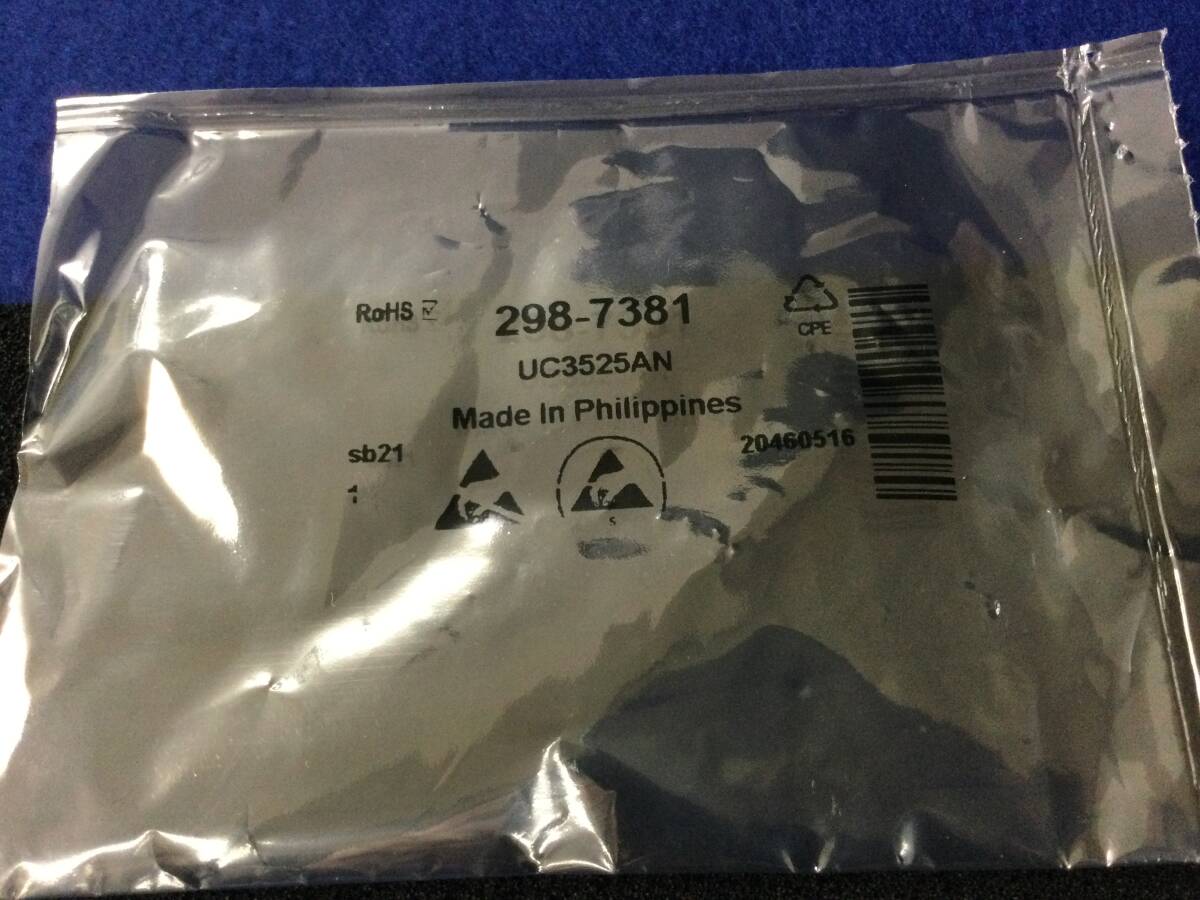 RoHS ☑ 298-7381
CPE
UC3525AN
Made In Philippines
sb21 20460516
1
S